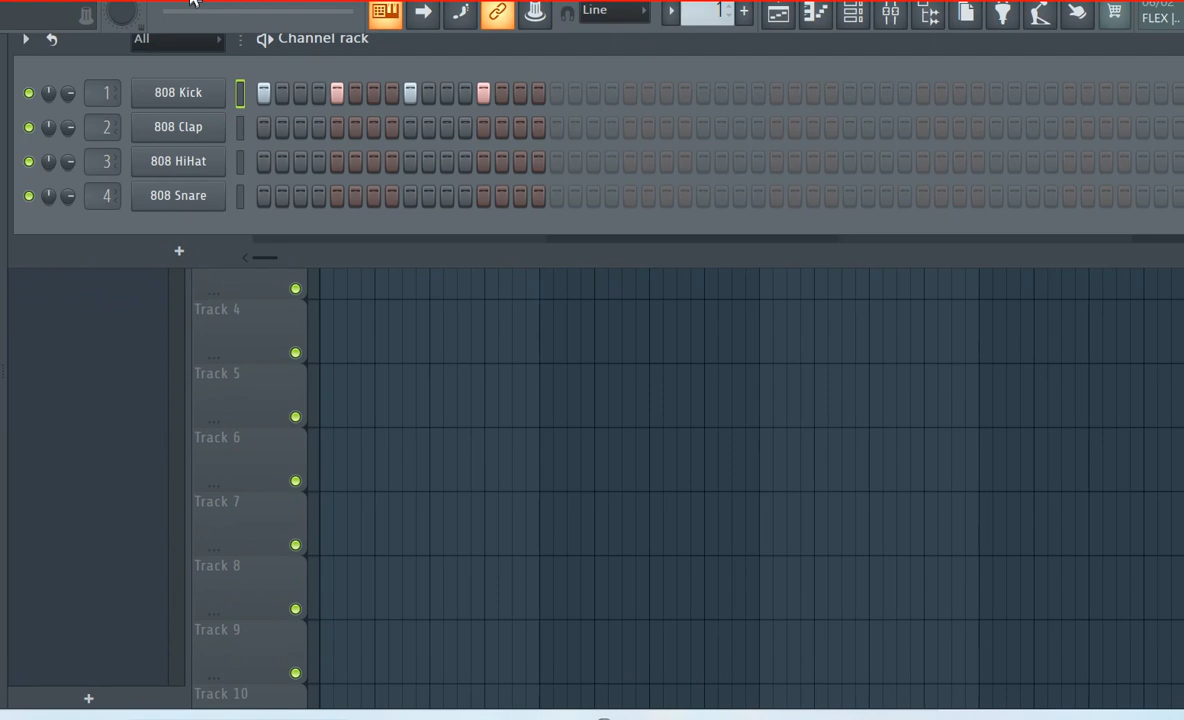 Line
1
FLEX |..
All
Channel rack
1
808 Kick
2
808 Clap
3
808 HiHat
4
808 Snare
Track 4
Track 5
Track 6
Track 7
Track 8
Track 9
Track 10